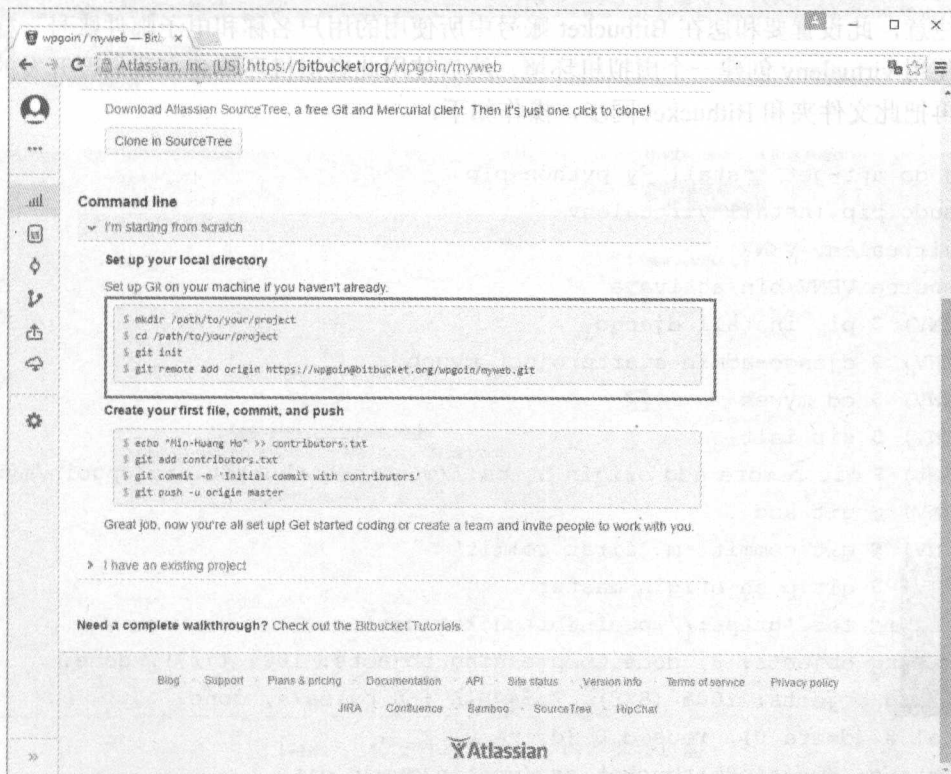 wpgoin / myweb — Bitb
Atlassian, Inc. [US] https://bitbucket.org/wpgoin/myweb
Download Atlassian SourceTree, a free Git and Mercurial client. Then it's just one click to clone!
Clone in SourceTree
Command line
I'm starting from scratch
Set up your local directory
Set up Git on your machine if you haven't already.
$ mkdir /path/to/your/project
$ cd /path/to/your/project
$ git init
$ git remote add origin https://wpgoin@bitbucket.org/wpgoin/myweb.git
Create your first file, commit, and push
$ echo "Min-Huang Ho" >> contributors.txt
$ git add contributors.txt
$ git commit -m 'Initial commit with contributors'
$ git push -u origin master
Great job, now you're all set up! Get started coding or create a team and invite people to work with you.
I have an existing project
Need a complete walkthrough? Check out the Bitbucket Tutorials.
Blog · Support · Plans & pricing · Documentation · API · Site status · Version info · Terms of service · Privacy policy
JIRA · Confluence · Bamboo · SourceTree · HipChat
Atlassian